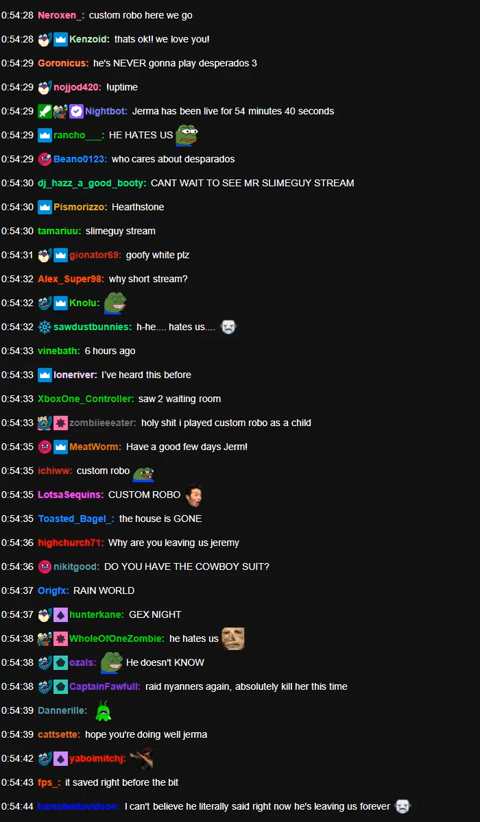 0:54:28 Neroxen_: custom robo here we go
0:54:28 Kenzoid: thats ok!! we love you!
0:54:29 Goronicus: he's NEVER gonna play desperados 3
0:54:29 nojjod420: !uptime
0:54:29 Nightbot: Jerma has been live for 54 minutes 40 seconds
0:54:29 rancho___: HE HATES US
0:54:29 Beano0123: who cares about desparados
0:54:30 dj_hazz_a_good_booty: CANT WAIT TO SEE MR SLIMEGUY STREAM
0:54:30 Pismorizzo: Hearthstone
0:54:30 tamariuu: slimeguy stream
0:54:31 gionator69: goofy white plz
0:54:32 Alex_Super98: why short stream?
0:54:32 Knolu:
0:54:32 sawdustbunnies: h-he.... hates us....
0:54:33 vinebath: 6 hours ago
0:54:33 loneriver: I've heard this before
0:54:33 XboxOne_Controller: saw 2 waiting room
0:54:33 zombiieeeater: holy shit i played custom robo as a child
0:54:35 MeatWorm: Have a good few days Jerm!
0:54:35 ichiww: custom robo
0:54:35 LotsaSequins: CUSTOM ROBO
0:54:35 Toasted_Bagel_: the house is GONE
0:54:36 highchurch71: Why are you leaving us jeremy
0:54:36 nikitgood: DO YOU HAVE THE COWBOY SUIT?
0:54:37 Origfx: RAIN WORLD
0:54:37 hunterkane: GEX NIGHT
0:54:38 WholeOfOneZombie: he hates us
0:54:38 ozals: He doesn't KNOW
0:54:38 CaptainFawfull: raid nyanners again, absolutely kill her this time
0:54:39 Dannerille:
0:54:39 cattsette: hope you're doing well jerma
0:54:42 yaboimitchj:
0:54:43 fps_: it saved right before the bit
0:54:44 hamsterdavidson: I can't believe he literally said right now he's leaving us forever